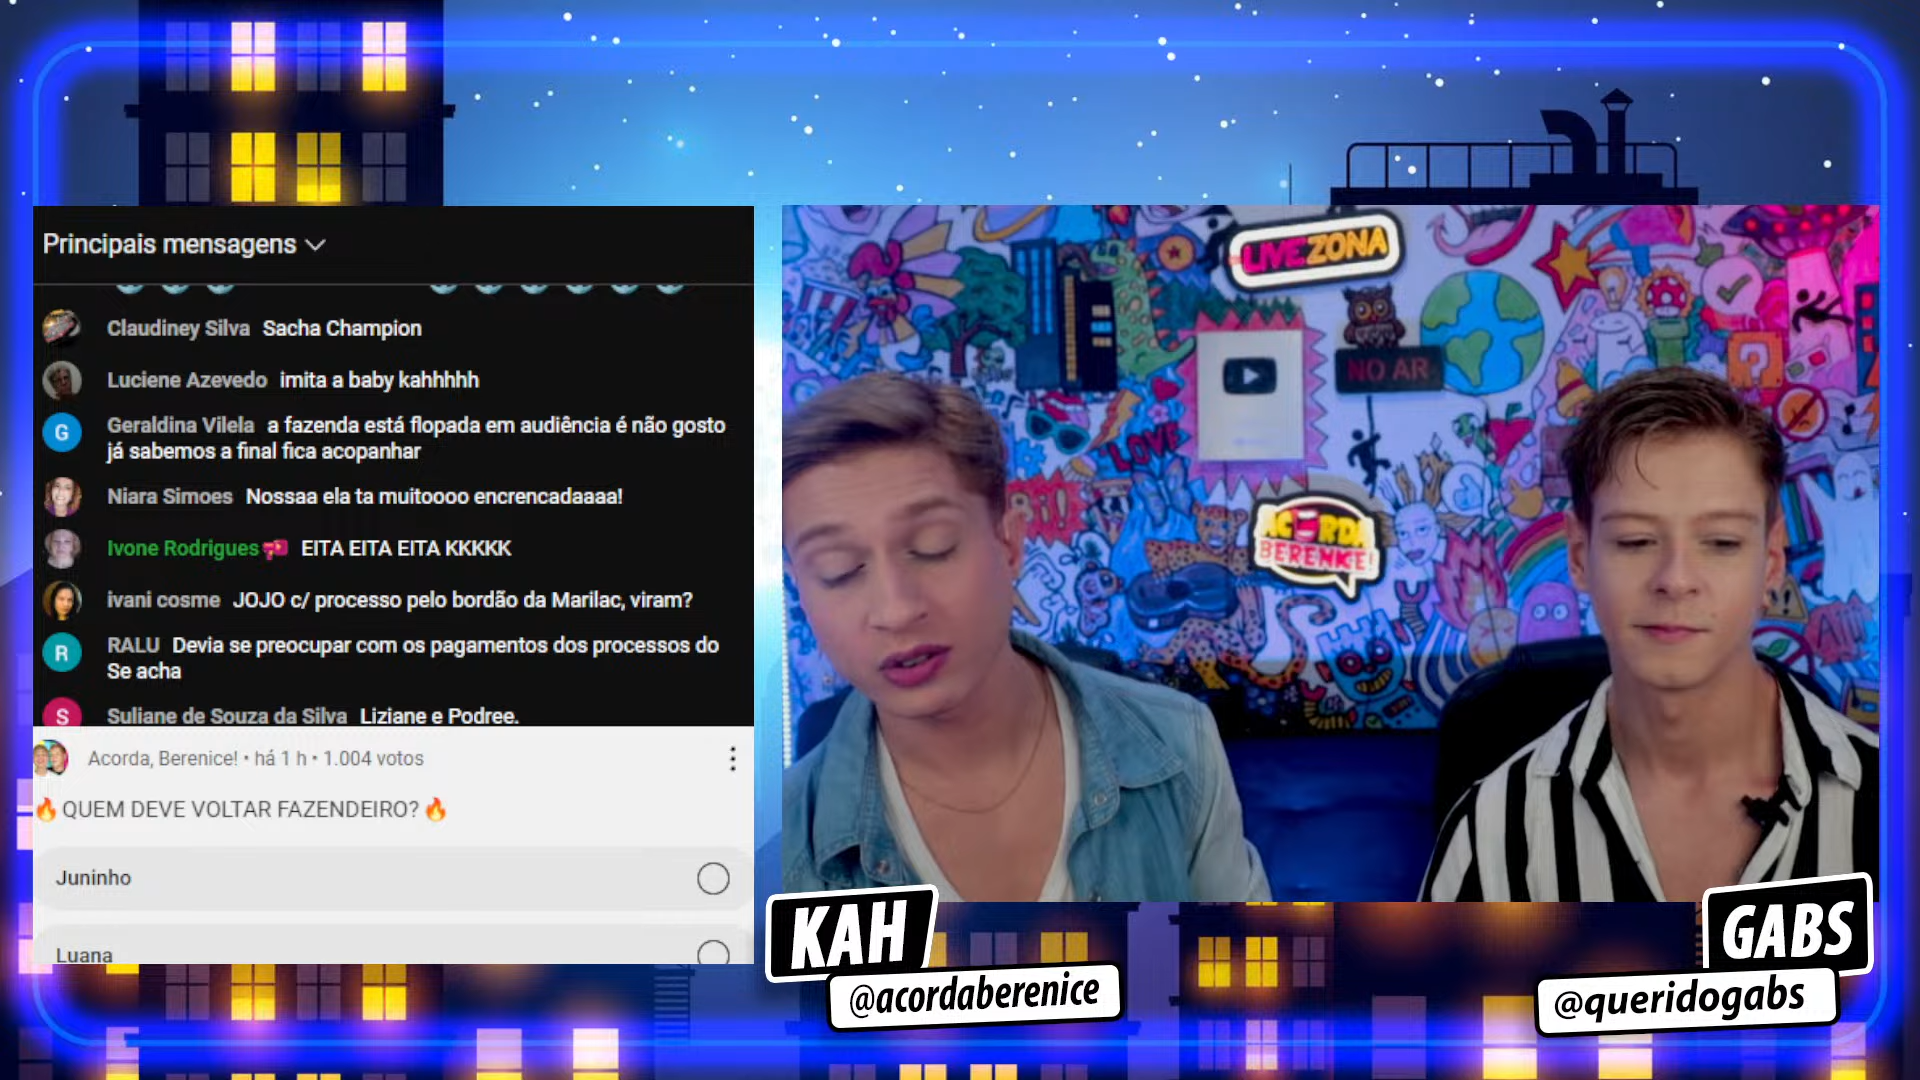 Principais mensagens
Claudiney Silva Sacha Champion
Luciene Azevedo imita a baby kahhhhh
G
Geraldina Vilela a fazenda está flopada em audiência é não gosto
já sabemos a final fica acopanhar
Niara Simoes Nossaa ela ta muitoooo encrencadaaaa!
Ivone Rodrigues EITA EITA EITA KKKKK
ivani cosme JOJO c/ processo pelo bordão da Marilac, viram?
R
RALU Devia se preocupar com os pagamentos dos processos do
Se acha
S
Suliane de Souza da Silva Liziane e Podree.
Acorda, Berenice! • há 1 h • 1.004 votos
🔥 QUEM DEVE VOLTAR FAZENDEIRO? 🔥
Juninho
Luana
LIVEZONA
NO AR
LOVE
ACORDA
BERENICE!
KAH
@acordaberenice
GABS
@queridogabs